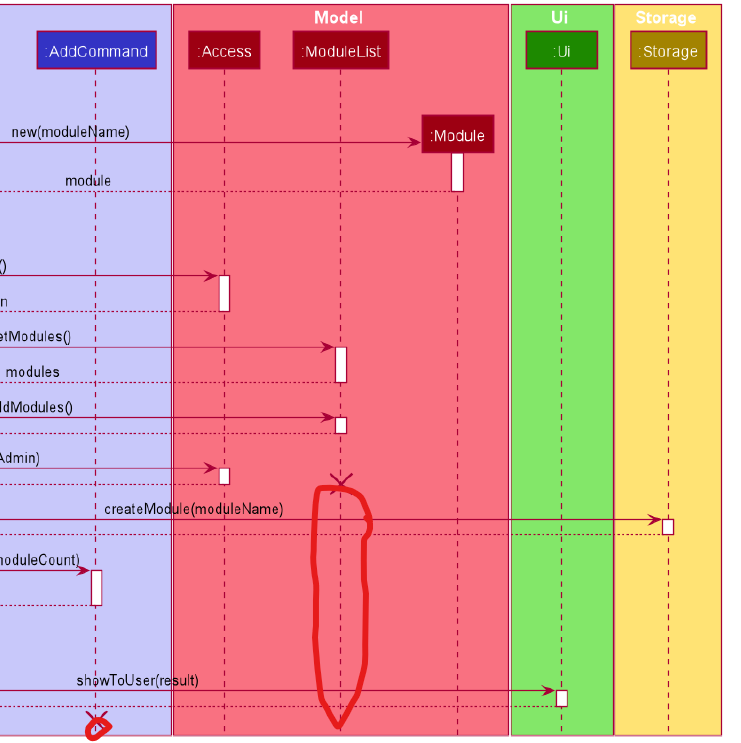 Model Ui Storage
:AddCommand :Access :ModuleList :Ui :Storage
new(moduleName) :Module
module
()
n
etModules()
modules
ddModules()
Admin)
createModule(moduleName)
moduleCount)
showToUser(result)